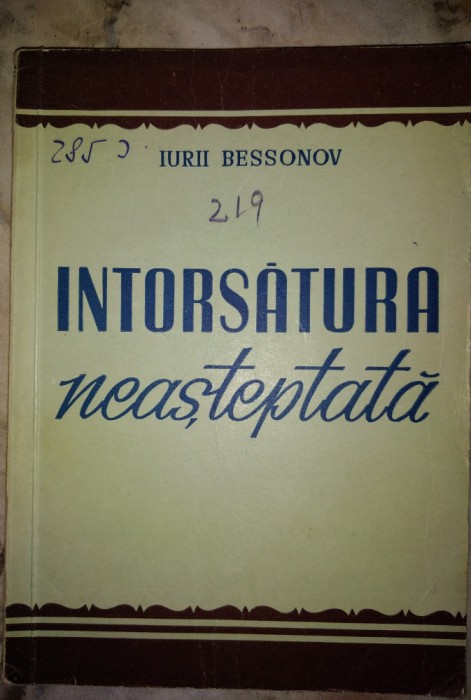 285 Ɔ.
IURII BESSONOV
219
INTORSĂTURA
neașteptată